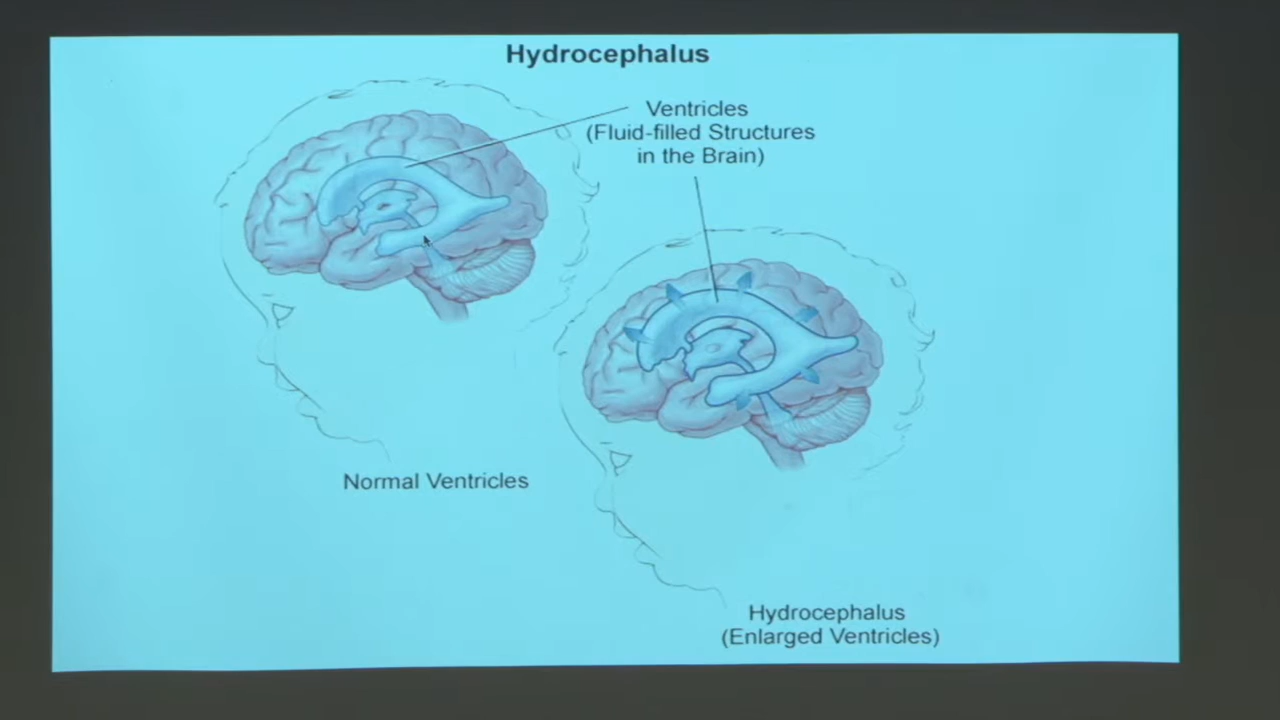 Hydrocephalus
Ventricles
(Fluid-filled Structures
in the Brain)
Normal Ventricles
Hydrocephalus
(Enlarged Ventricles)